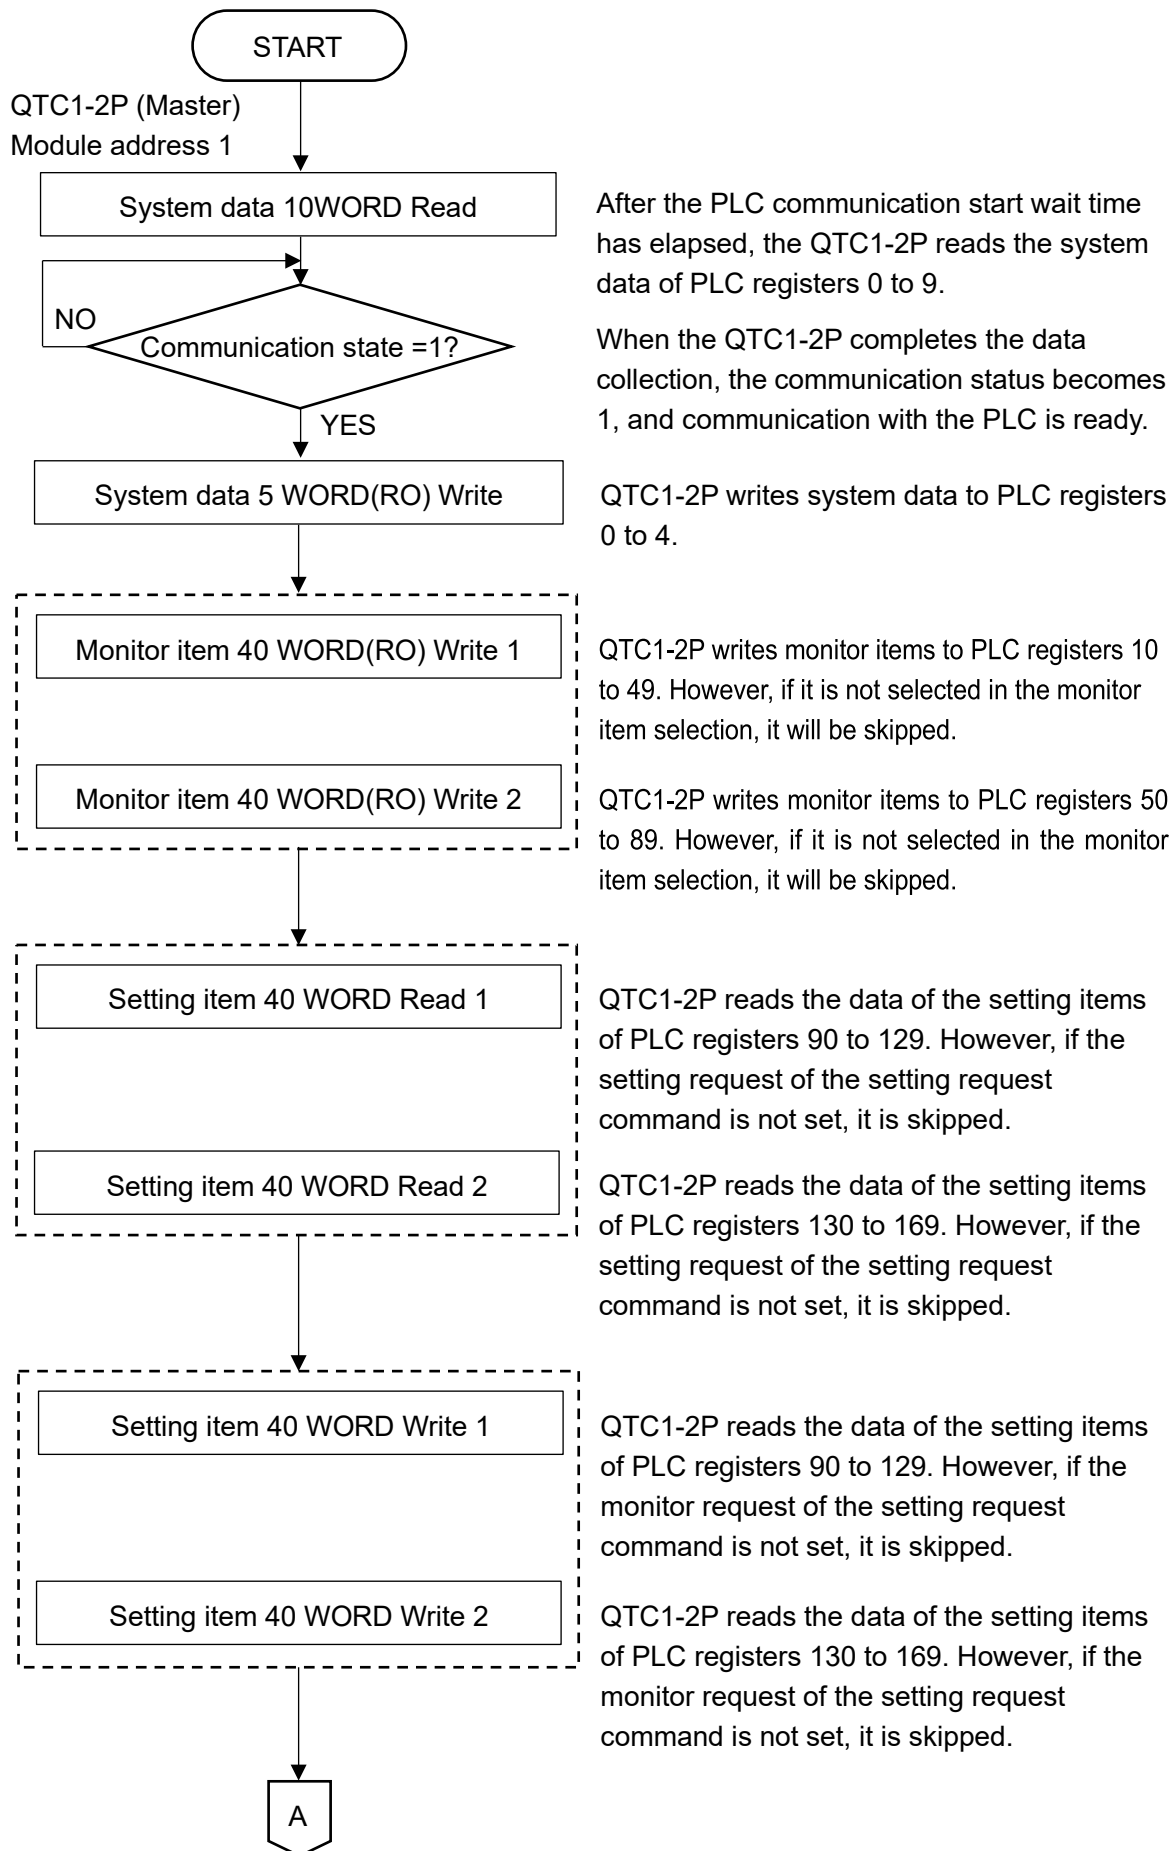 START
QTC1-2P (Master)
Module address 1
System data 10WORD Read
After the PLC communication start wait time
has elapsed, the QTC1-2P reads the system
data of PLC registers 0 to 9.
NO
Communication state =1?
YES
When the QTC1-2P completes the data
collection, the communication status becomes
1, and communication with the PLC is ready.
System data 5 WORD(RO) Write
QTC1-2P writes system data to PLC registers
0 to 4.
Monitor item 40 WORD(RO) Write 1
QTC1-2P writes monitor items to PLC registers 10
to 49. However, if it is not selected in the monitor
item selection, it will be skipped.
Monitor item 40 WORD(RO) Write 2
QTC1-2P writes monitor items to PLC registers 50
to 89. However, if it is not selected in the monitor
item selection, it will be skipped.
Setting item 40 WORD Read 1
QTC1-2P reads the data of the setting items
of PLC registers 90 to 129. However, if the
setting request of the setting request
command is not set, it is skipped.
Setting item 40 WORD Read 2
QTC1-2P reads the data of the setting items
of PLC registers 130 to 169. However, if the
setting request of the setting request
command is not set, it is skipped.
Setting item 40 WORD Write 1
QTC1-2P reads the data of the setting items
of PLC registers 90 to 129. However, if the
monitor request of the setting request
command is not set, it is skipped.
Setting item 40 WORD Write 2
QTC1-2P reads the data of the setting items
of PLC registers 130 to 169. However, if the
monitor request of the setting request
command is not set, it is skipped.
A